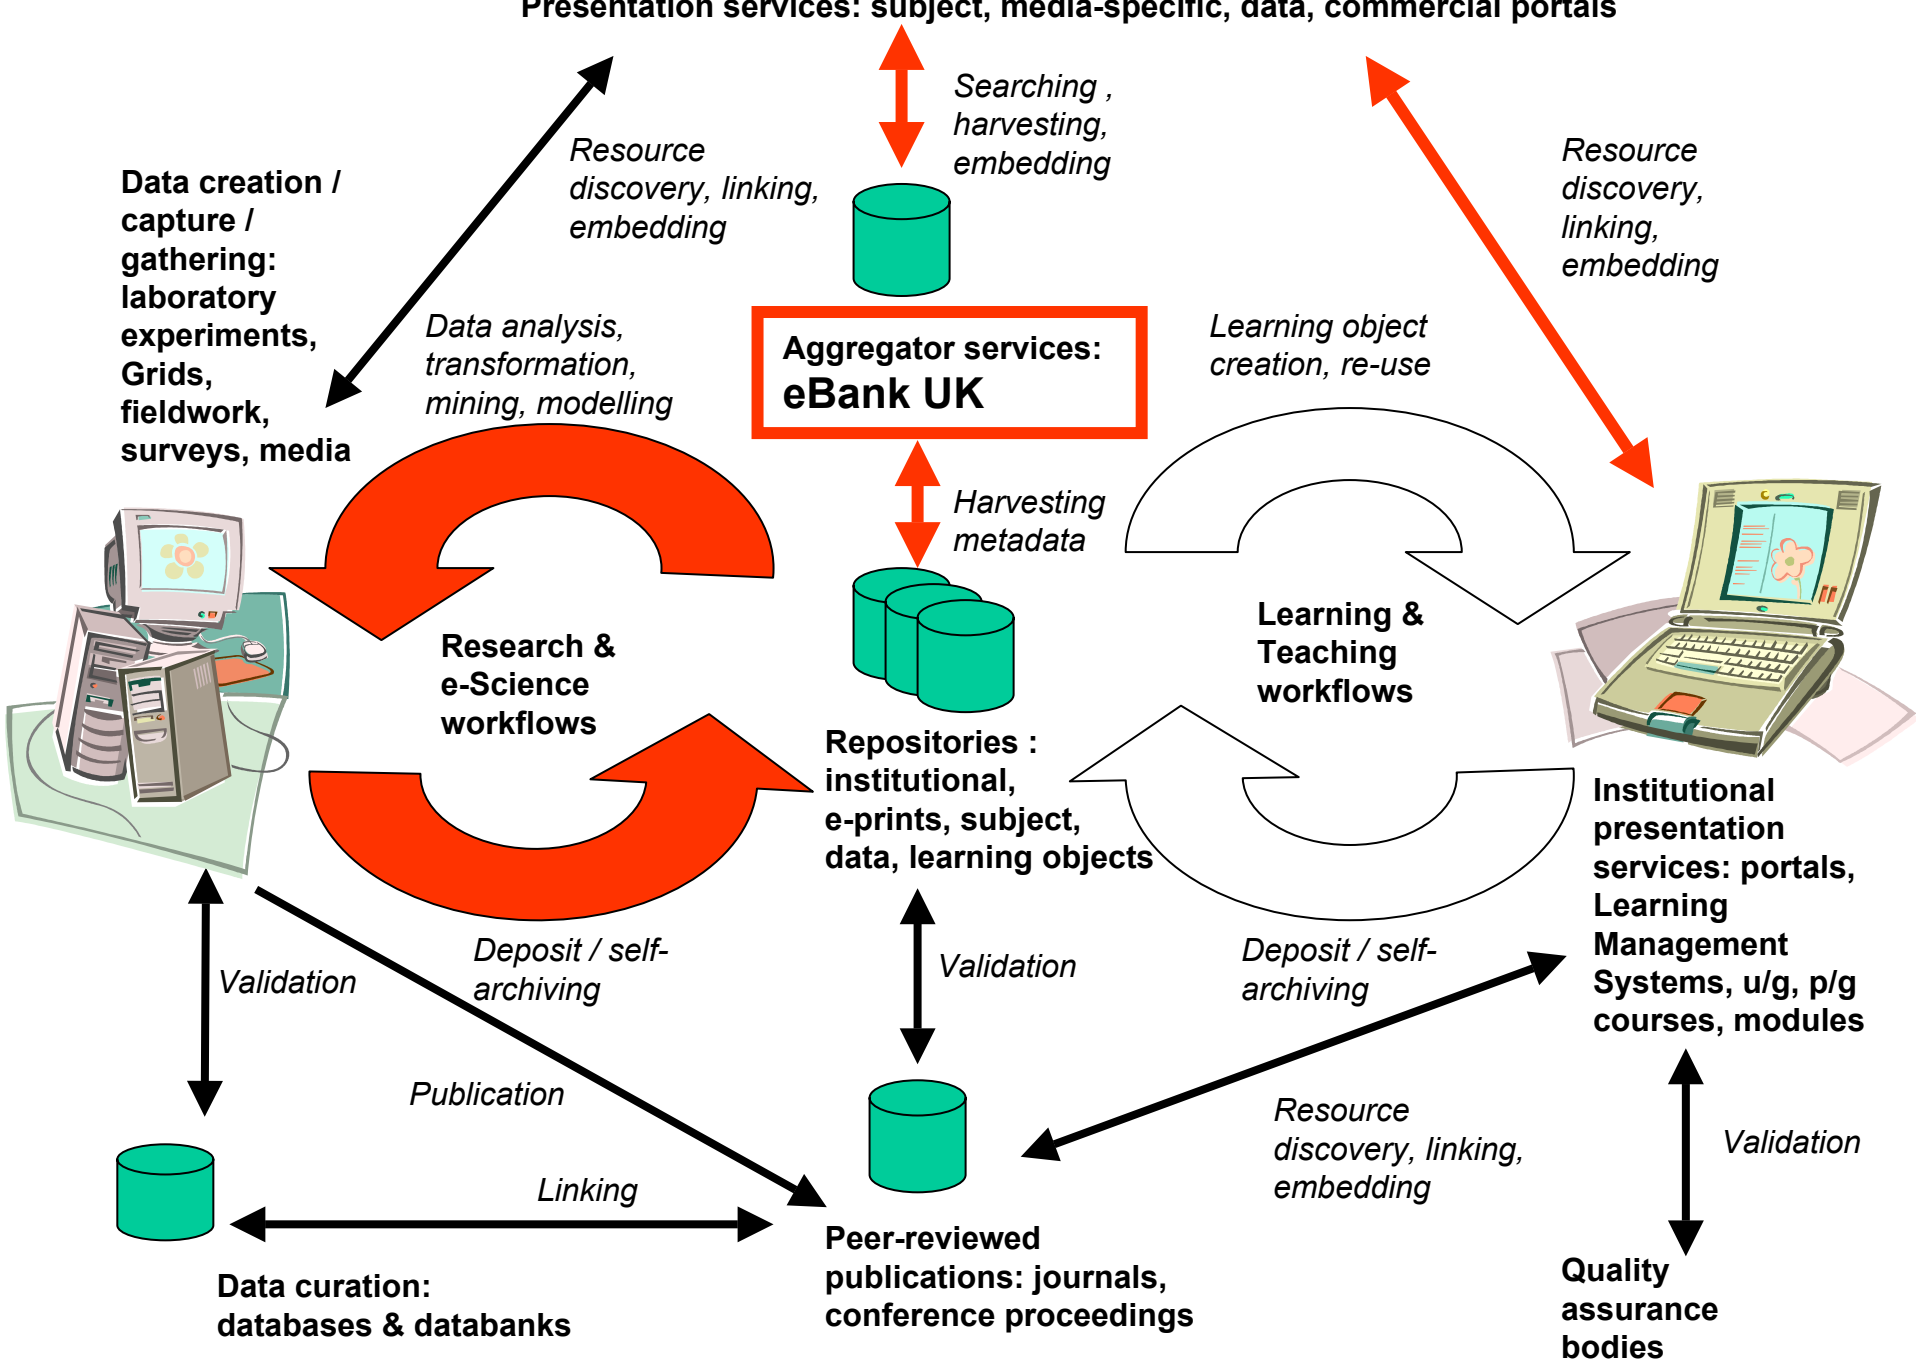 Presentation services: subject, media-specific, data, commercial portals
Searching ,
harvesting,
embedding
Resource
discovery, linking,
embedding
Resource
discovery,
linking,
embedding
Data creation /
capture /
gathering:
laboratory
experiments,
Grids,
fieldwork,
surveys, media
Data analysis,
transformation,
mining, modelling
Aggregator services:
eBank UK
Learning object
creation, re-use
Harvesting
metadata
Research &
e-Science
workflows
Learning &
Teaching
workflows
Repositories :
institutional,
e-prints, subject,
data, learning objects
Institutional
presentation
services: portals,
Learning
Management
Systems, u/g, p/g
courses, modules
Deposit / self-
archiving
Validation
Validation
Deposit / self-
archiving
Publication
Resource
discovery, linking,
embedding
Validation
Linking
Peer-reviewed
publications: journals,
conference proceedings
Data curation:
databases & databanks
Quality
assurance
bodies